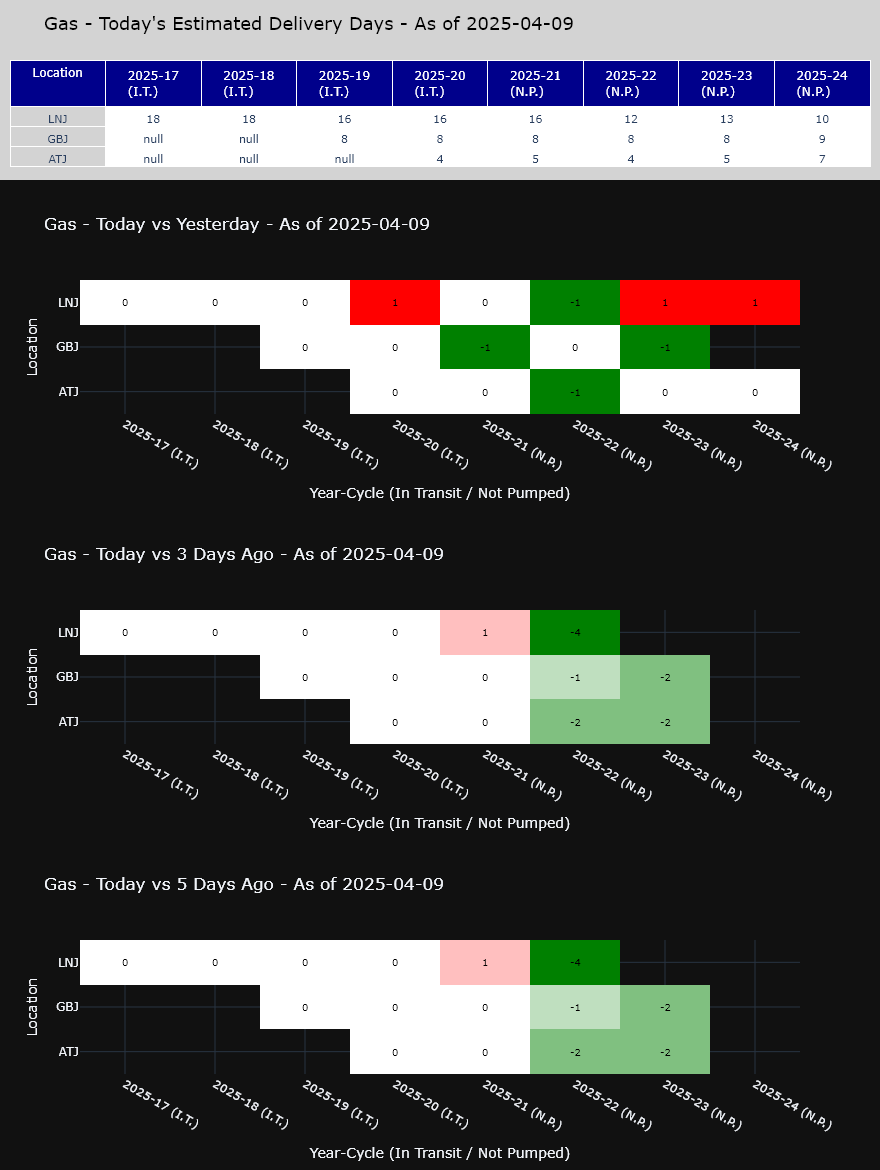 Gas - Today's Estimated Delivery Days - As of 2025-04-09
Location 2025-17 (I.T.) 2025-18 (I.T.) 2025-19 (I.T.) 2025-20 (I.T.) 2025-21 (N.P.) 2025-22 (N.P.) 2025-23 (N.P.) 2025-24 (N.P.)
LNJ 18 18 16 16 16 12 13 10
GBJ null null 8 8 8 8 8 9
ATJ null null null 4 5 4 5 7
Gas - Today vs Yesterday - As of 2025-04-09
Location
LNJ 0 0 0 1 0 -1 1 1
GBJ 0 0 -1 0 -1
ATJ 0 0 -1 0 0
2025-17 (I.T.) 2025-18 (I.T.) 2025-19 (I.T.) 2025-20 (I.T.) 2025-21 (N.P.) 2025-22 (N.P.) 2025-23 (N.P.) 2025-24 (N.P.)
Year-Cycle (In Transit / Not Pumped)
Gas - Today vs 3 Days Ago - As of 2025-04-09
Location
LNJ 0 0 0 0 1 -4
GBJ 0 0 0 -1 -2
ATJ 0 0 -2 -2
2025-17 (I.T.) 2025-18 (I.T.) 2025-19 (I.T.) 2025-20 (I.T.) 2025-21 (N.P.) 2025-22 (N.P.) 2025-23 (N.P.) 2025-24 (N.P.)
Year-Cycle (In Transit / Not Pumped)
Gas - Today vs 5 Days Ago - As of 2025-04-09
Location
LNJ 0 0 0 0 1 -4
GBJ 0 0 0 -1 -2
ATJ 0 0 -2 -2
2025-17 (I.T.) 2025-18 (I.T.) 2025-19 (I.T.) 2025-20 (I.T.) 2025-21 (N.P.) 2025-22 (N.P.) 2025-23 (N.P.) 2025-24 (N.P.)
Year-Cycle (In Transit / Not Pumped)